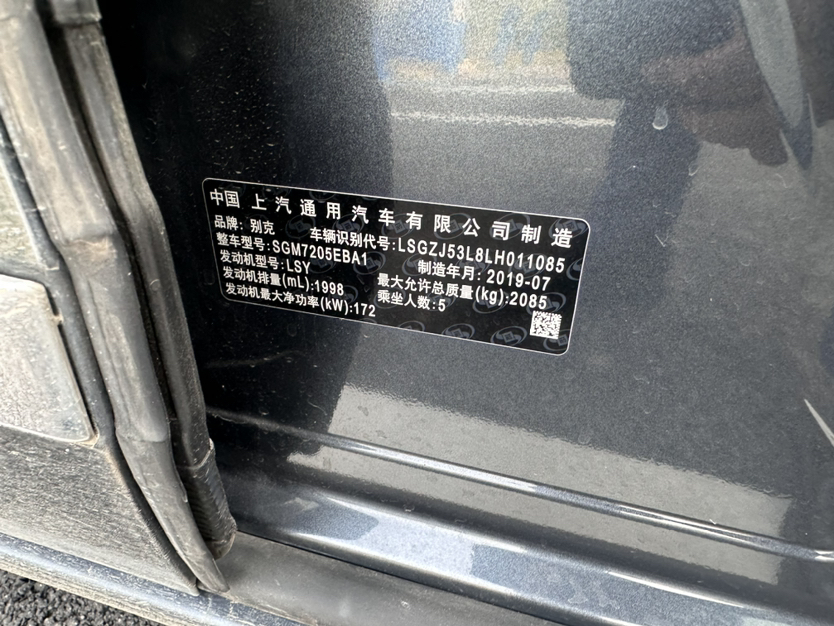 中国 上汽通用汽车有限公司制造
品牌: 别克 车辆识别代号:LSGZJ53L8LH011085
整车型号:SGM7205EBA1 制造年月:2019-07
发动机型号:LSY 最大允许总质量(kg):2085
发动机排量(mL):1998 乘坐人数:5
发动机最大净功率(kW):172